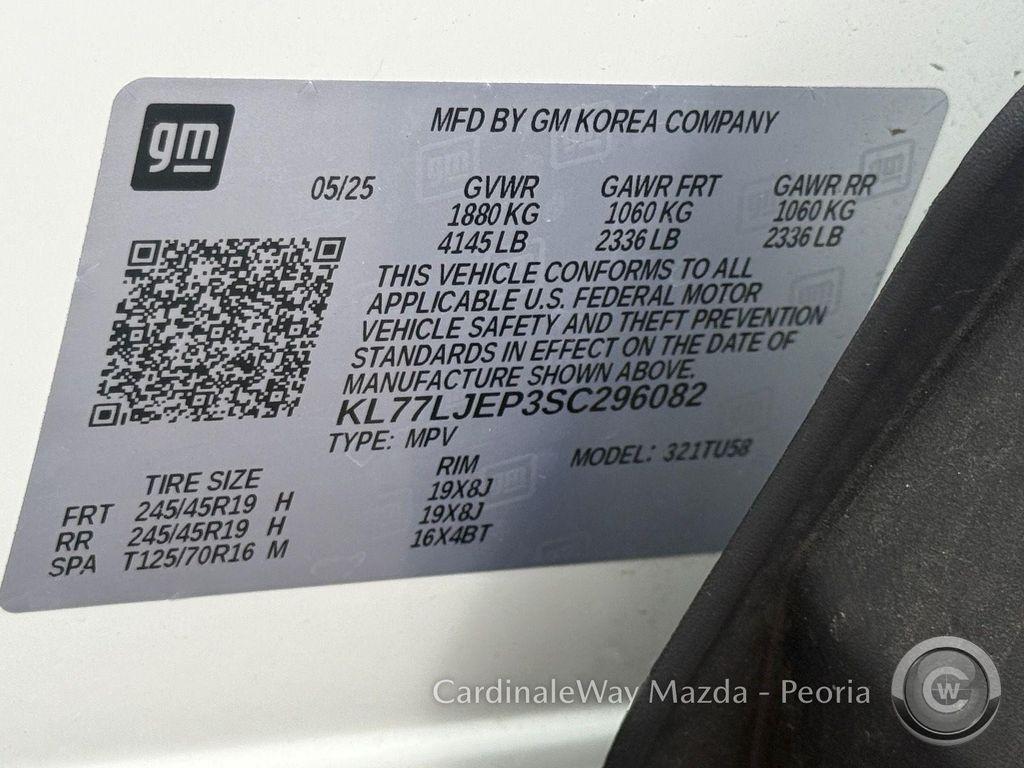 gm
MFD BY GM KOREA COMPANY
05/25 GVWR GAWR FRT GAWR RR
1880 KG 1060 KG 1060 KG
4145 LB 2336 LB 2336 LB
THIS VEHICLE CONFORMS TO ALL
APPLICABLE U.S. FEDERAL MOTOR
VEHICLE SAFETY AND THEFT PREVENTION
STANDARDS IN EFFECT ON THE DATE OF
MANUFACTURE SHOWN ABOVE.
KL77LJEP3SC296082
TYPE: MPV MODEL: 321TU58
TIRE SIZE RIM
FRT 245/45R19 H 19X8J
RR 245/45R19 H 19X8J
SPA T125/70R16 M 16X4BT
CardinaleWay Mazda - Peoria
CW